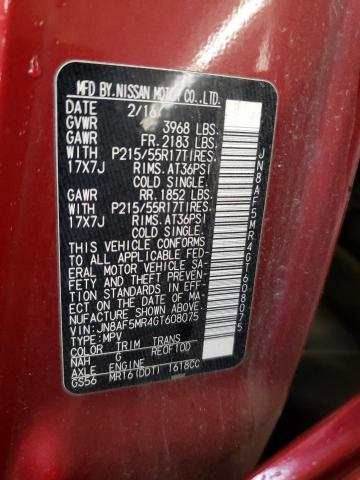 MFD BY NISSAN MOTOR CO., LTD.
DATE 2/16
GVWR 3968 LBS.
GAWR FR. 2183 LBS.
WITH P215/55R17TIRES.
17X7J RIMS. AT36PSI
COLD SINGLE.
GAWR RR. 1852 LBS.
WITH P215/55R17TIRES.
17X7J RIMS. AT36PSI
COLD SINGLE.
THIS VEHICLE CONFORMS
TO ALL APPLICABLE FED-
ERAL MOTOR VEHICLE SA-
FETY AND THEFT PREVENTION
STANDARDS IN EFF-
ECT ON THE DATE OF MA-
NUFACTURE SHOWN ABOVE.
VIN: JN8AF5MR4GT608075
TYPE: MPV
COLOR TRIM TRANS
NAH G RE0F10D
AXLE ENGINE
GS56 MR16(DDT) 1618CC
JN8AF5MR4GT608075